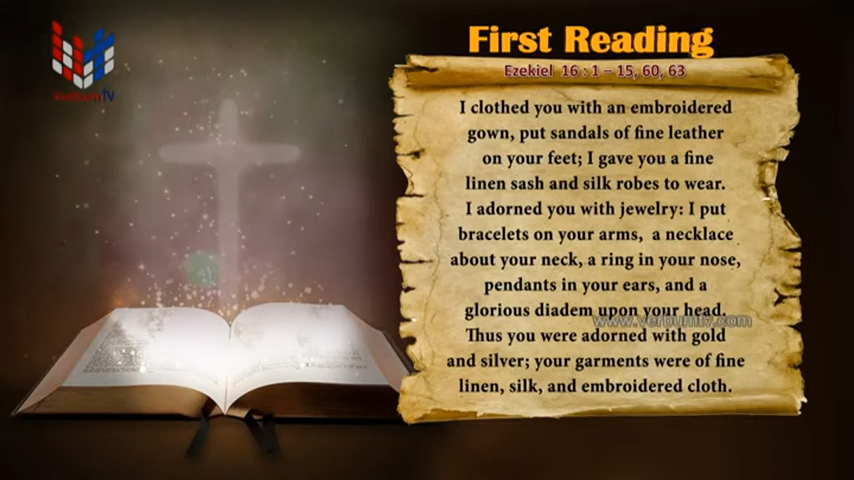 VerbumTV
First Reading
Ezekiel 16 : 1 – 15, 60, 63
I clothed you with an embroidered
gown, put sandals of fine leather
on your feet; I gave you a fine
linen sash and silk robes to wear.
I adorned you with jewelry: I put
bracelets on your arms, a necklace
about your neck, a ring in your nose,
pendants in your ears, and a
glorious diadem upon your head.
www.verbumtv.com
Thus you were adorned with gold
and silver; your garments were of fine
linen, silk, and embroidered cloth.